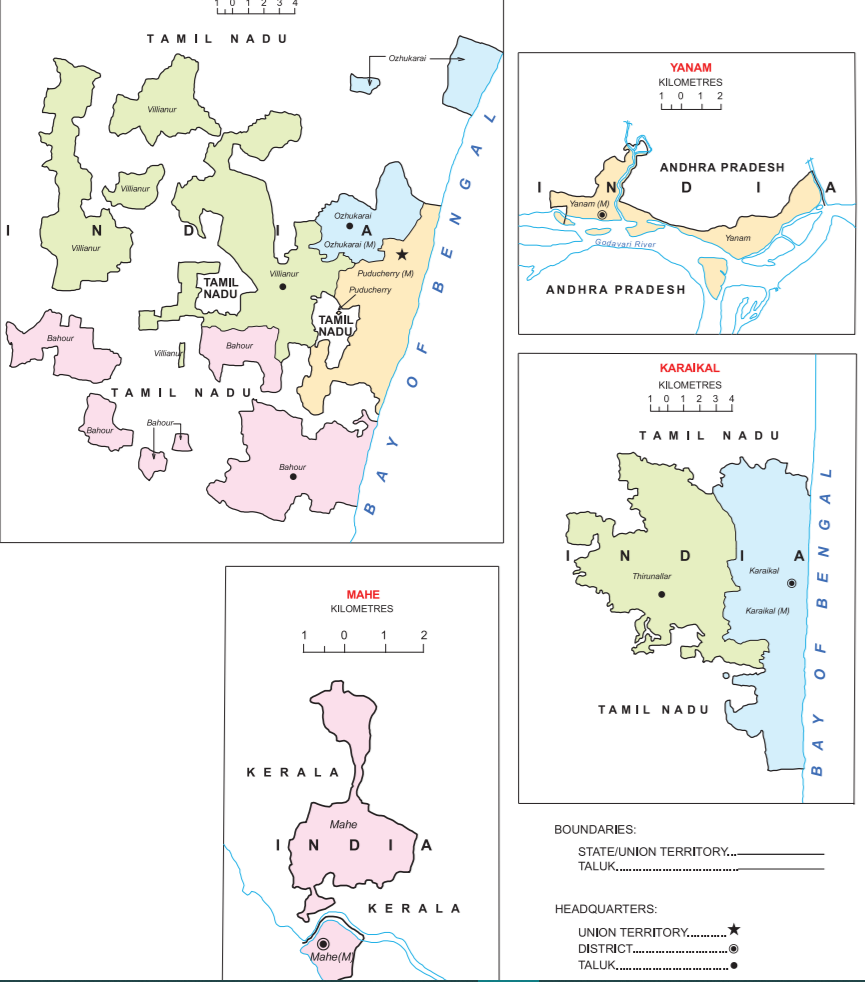 1 0 1 2 3 4
TAMIL NADU
Ozhukarai
Villianur
Villianur
Ozhukarai
Ozhukarai (M)
I N D I A
Villianur
Puducherry (M)
Villianur
Puducherry
TAMIL
NADU
TAMIL
NADU
Bahour
Villianur
Bahour
TAMIL NADU
Bahour
Bahour
Bahour
BAY OF BENGAL
YANAM
KILOMETRES
1 0 1 2
ANDHRA PRADESH
I N D I A
Yanam (M)
Yanam
Godavari River
ANDHRA PRADESH
KARAIKAL
KILOMETRES
1 0 1 2 3 4
TAMIL NADU
I N D I A
Thirunallar
Karaikal
Karaikal (M)
TAMIL NADU
BAY OF BENGAL
MAHE
KILOMETRES
1 0 1 2
KERALA
Mahe
I N D I A
KERALA
Mahe(M)
BOUNDARIES:
STATE/UNION TERRITORY
TALUK
HEADQUARTERS:
UNION TERRITORY
DISTRICT
TALUK